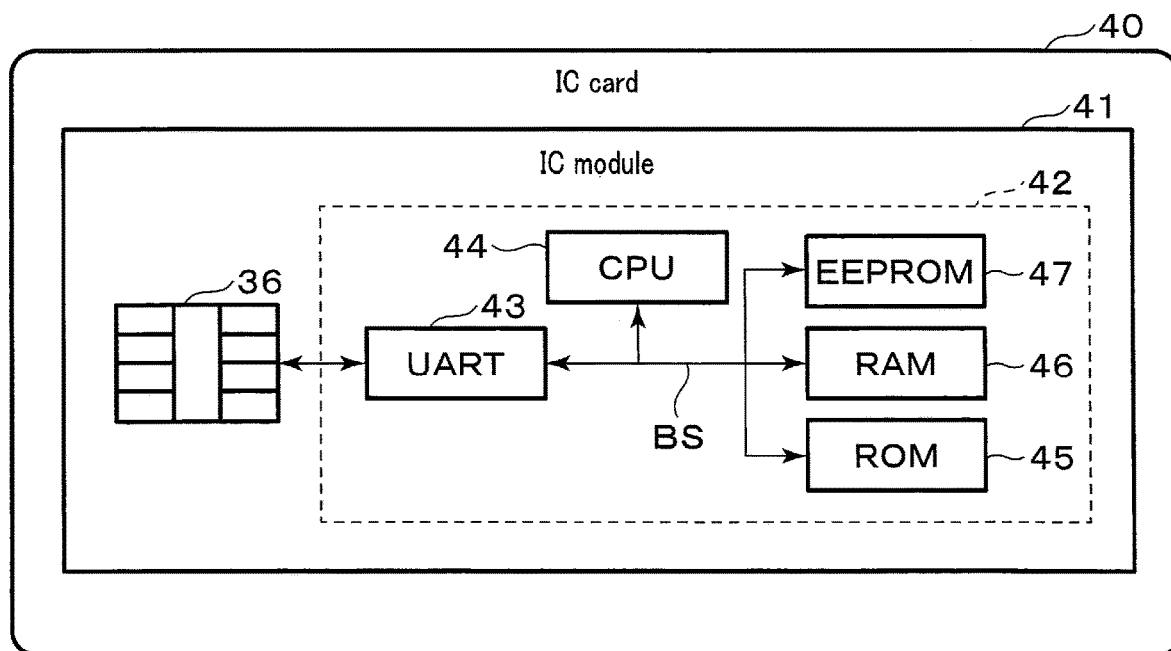 40
IC card
41
IC module
42
44
CPU
EEPROM
47
36
43
UART
RAM
46
BS
ROM
45